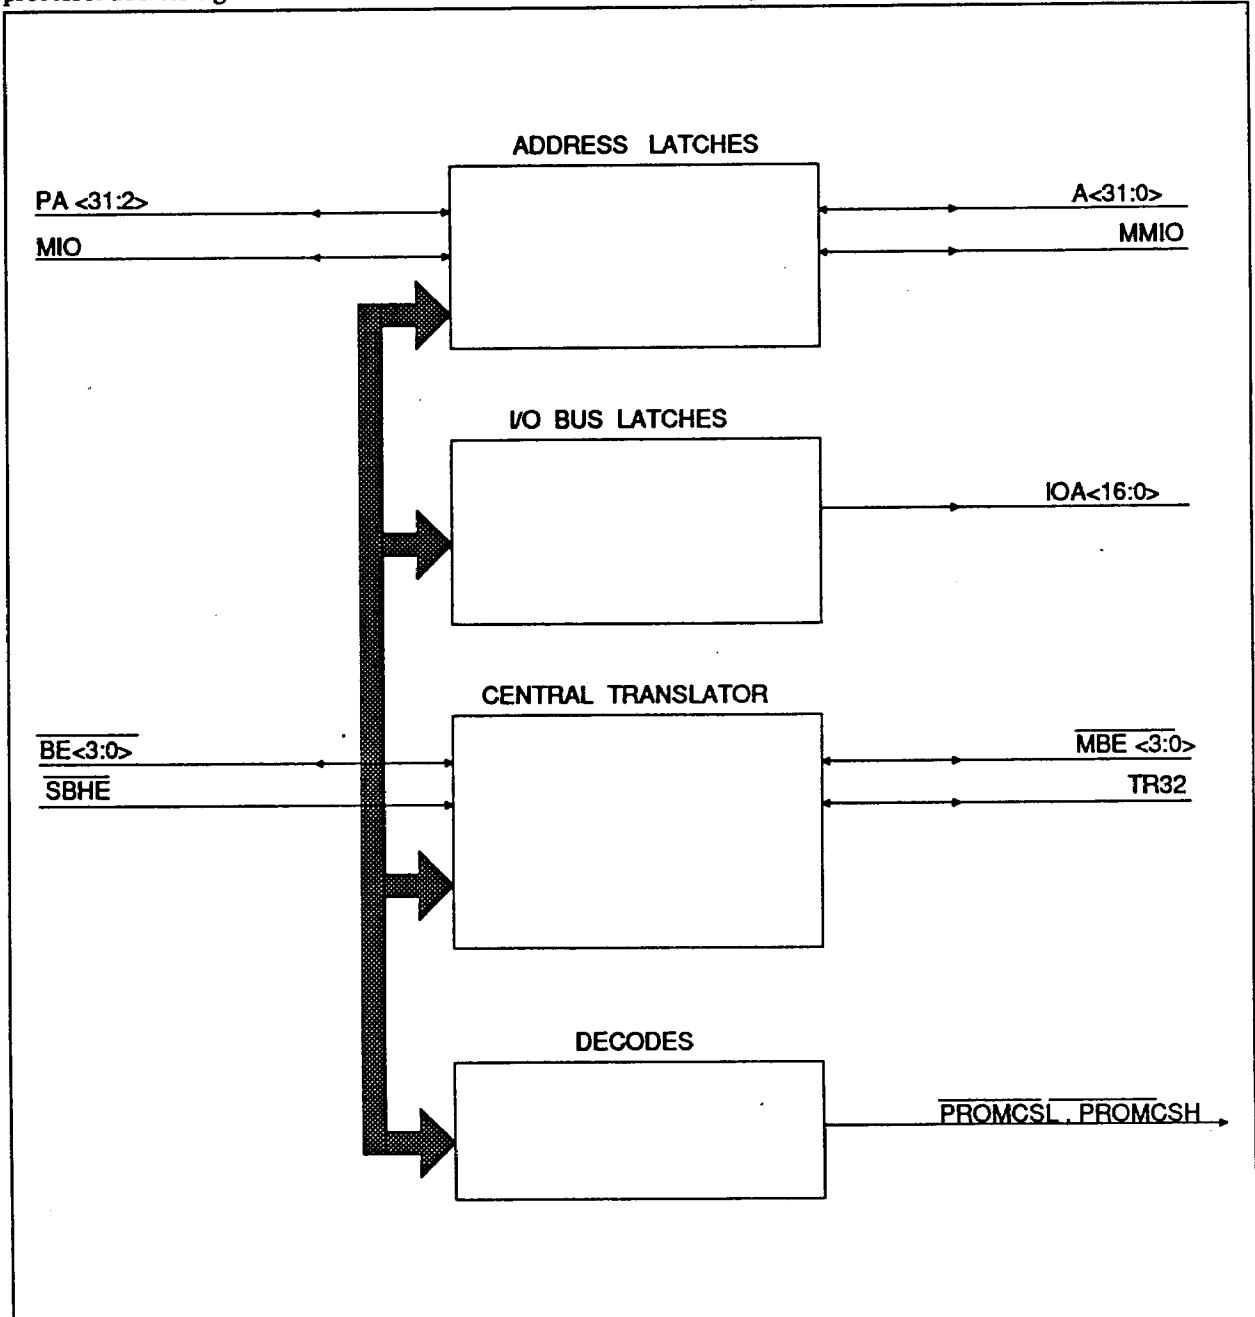 ADDRESS LATCHES
PA <31:2>
A<31:0>
MIO
MMIO
I/O BUS LATCHES
IOA<16:0>
CENTRAL TRANSLATOR
BE<3:0>
MBE <3:0>
SBHE
TR32
DECODES
PROMCSL, PROMCSH